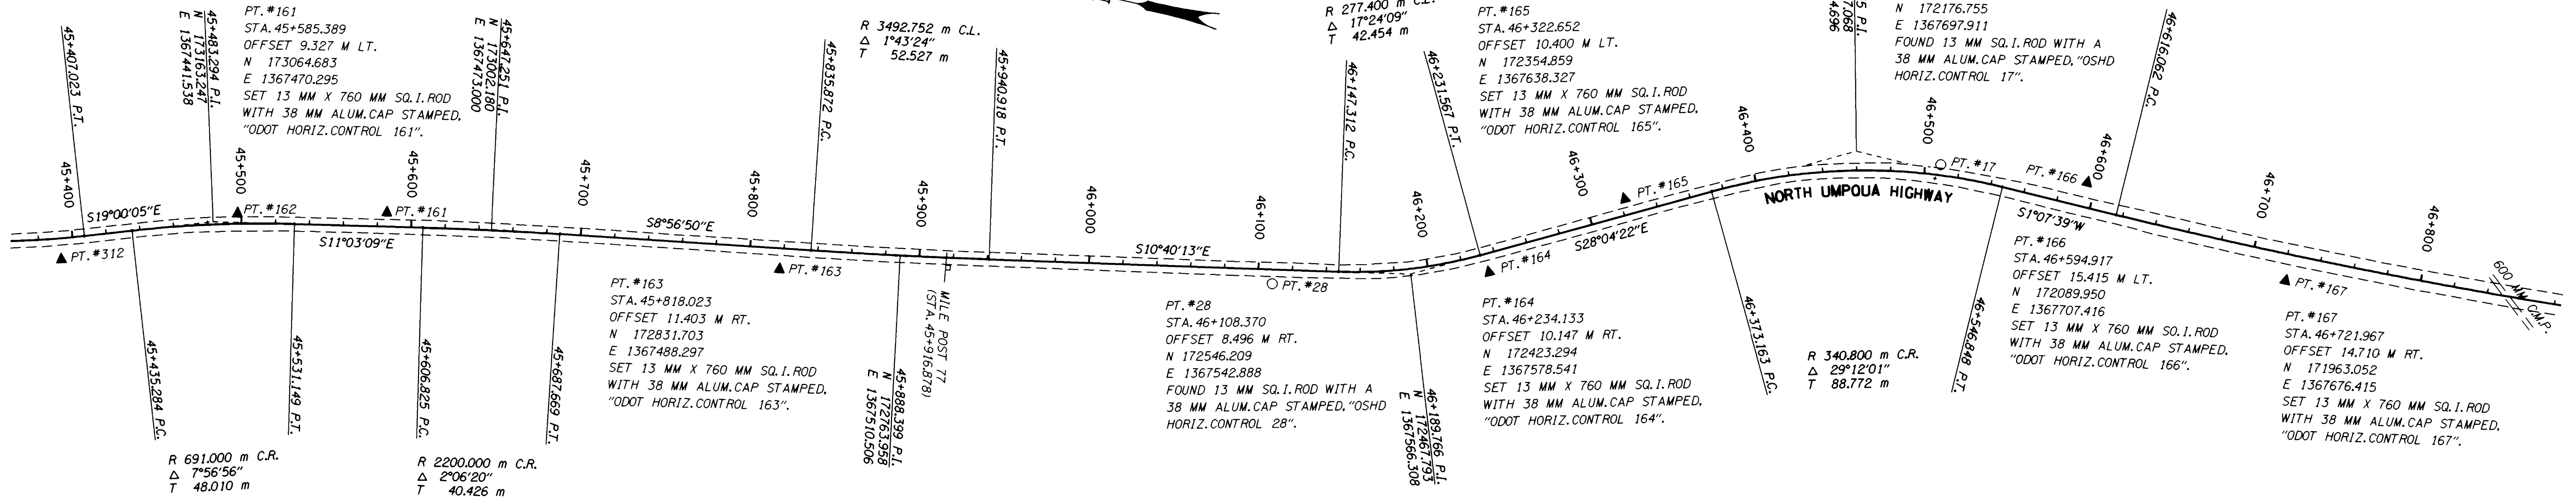 PT.#161
STA.45+585.389
OFFSET 9.327 M LT.
N 173064.683
E 1367470.295
SET 13 MM X 760 MM SQ.I.ROD
WITH 38 MM ALUM.CAP STAMPED,
"ODOT HORIZ.CONTROL 161".
45+407.023 P.T.
45+483.294 P.I.
N 173163.247
E 1367441.538
45+647.251 P.I.
N 173002.180
E 1367473.000
R 3492.752 m C.L.
Δ 1°43'24"
T 52.527 m
45+835.872 P.C.
45+940.918 P.T.
R 277.400 m C.L.
Δ 17°24'09"
T 42.454 m
46+147.312 P.C.
46+231.567 P.T.
PT.#165
STA.46+322.652
OFFSET 10.400 M LT.
N 172354.859
E 1367638.327
SET 13 MM X 760 MM SQ.I.ROD
WITH 38 MM ALUM.CAP STAMPED,
"ODOT HORIZ.CONTROL 165".
5 P.I.
7.068
4.696
N 172176.755
E 1367697.911
FOUND 13 MM SQ.I.ROD WITH A
38 MM ALUM.CAP STAMPED,"OSHD
HORIZ.CONTROL 17".
46+616.062 P.C.
45+400
45+500
45+600
45+700
45+800
45+900
46+000
46+100
46+200
46+300
46+400
46+500
46+600
46+700
46+800
PT.#312
S19°00'05"E
PT.#162
S11°03'09"E
PT.#161
S8°56'50"E
PT.#163
S10°40'13"E
PT.#28
PT.#164
S28°04'22"E
PT.#165
NORTH UMPQUA HIGHWAY
PT.#17
PT.#166
S1°07'39"W
PT.#167
600 MM C.M.P.
45+435.284 P.C.
45+531.149 P.T.
45+606.825 P.C.
45+687.669 P.T.
R 691.000 m C.R.
Δ 7°56'56"
T 48.010 m
R 2200.000 m C.R.
Δ 2°06'20"
T 40.426 m
PT.#163
STA.45+818.023
OFFSET 11.403 M RT.
N 172831.703
E 1367488.297
SET 13 MM X 760 MM SQ.I.ROD
WITH 38 MM ALUM.CAP STAMPED,
"ODOT HORIZ.CONTROL 163".
45+888.399 P.I.
N 172763.958
E 1367510.506
MILE POST 77
(STA.45+916.878)
PT.#28
STA.46+108.370
OFFSET 8.496 M RT.
N 172546.209
E 1367542.888
FOUND 13 MM SQ.I.ROD WITH A
38 MM ALUM.CAP STAMPED,"OSHD
HORIZ.CONTROL 28".
46+189.766 P.I.
N 172467.793
E 1367566.308
PT.#164
STA.46+234.133
OFFSET 10.147 M RT.
N 172423.294
E 1367578.541
SET 13 MM X 760 MM SQ.I.ROD
WITH 38 MM ALUM.CAP STAMPED,
"ODOT HORIZ.CONTROL 164".
46+373.163 P.C.
R 340.800 m C.R.
Δ 29°12'01"
T 88.772 m
46+546.848 P.T.
PT.#166
STA.46+594.917
OFFSET 15.415 M LT.
N 172089.950
E 1367707.416
SET 13 MM X 760 MM SQ.I.ROD
WITH 38 MM ALUM.CAP STAMPED,
"ODOT HORIZ.CONTROL 166".
PT.#167
STA.46+721.967
OFFSET 14.710 M RT.
N 171963.052
E 1367676.415
SET 13 MM X 760 MM SQ.I.ROD
WITH 38 MM ALUM.CAP STAMPED,
"ODOT HORIZ.CONTROL 167".